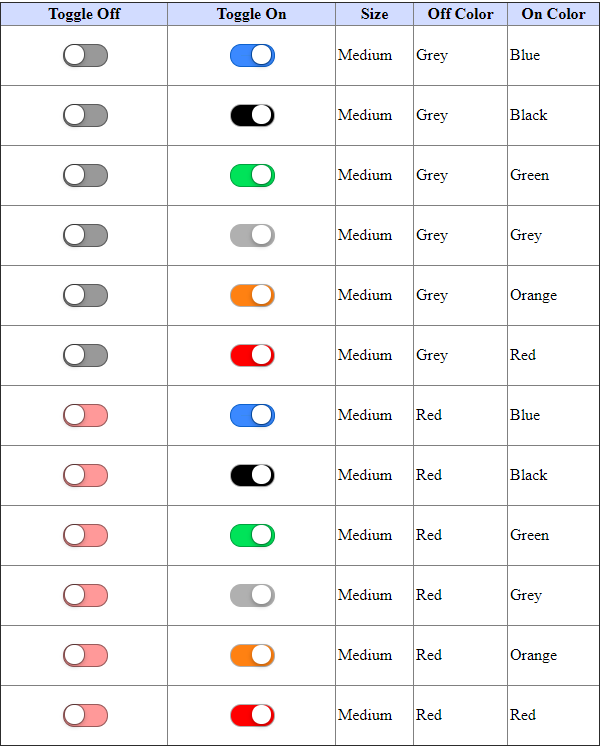 Toggle Off Toggle On Size Off Color On Color
Medium Grey Blue
Medium Grey Black
Medium Grey Green
Medium Grey Grey
Medium Grey Orange
Medium Grey Red
Medium Red Blue
Medium Red Black
Medium Red Green
Medium Red Grey
Medium Red Orange
Medium Red Red